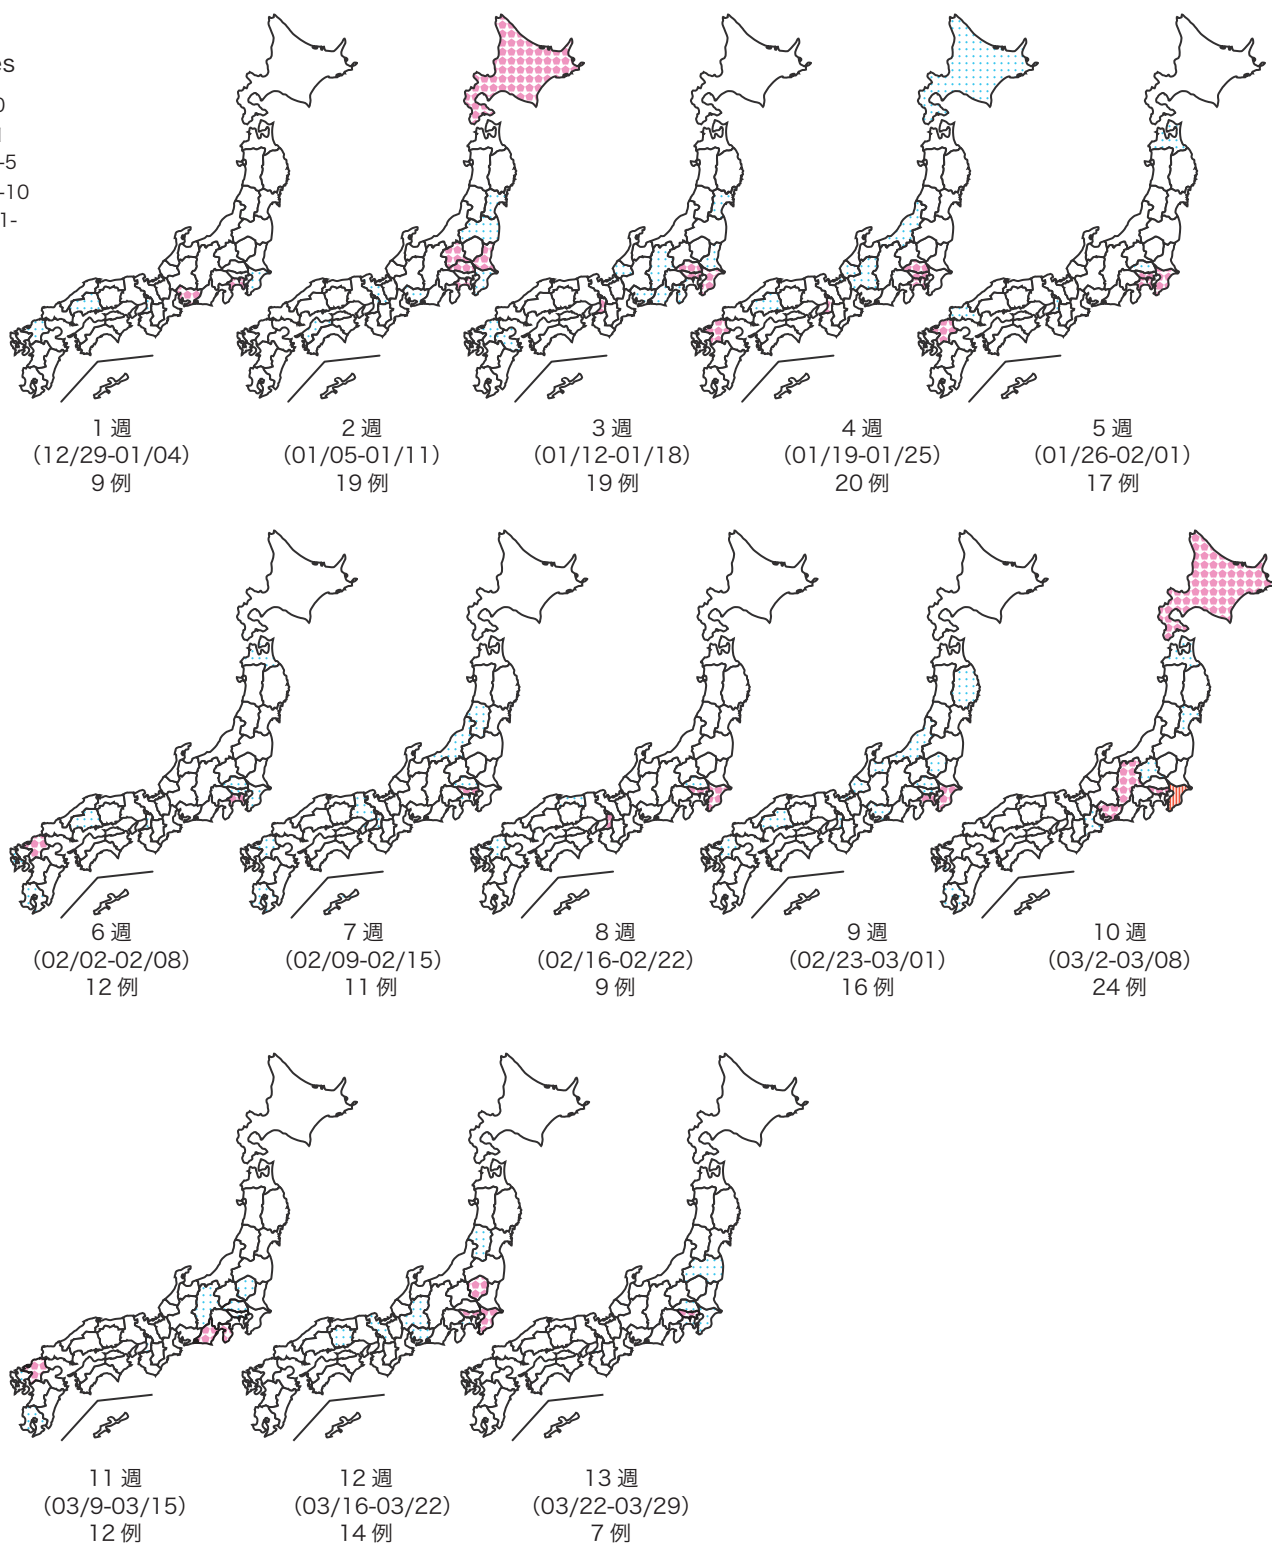 es
0
1
-5
-10
1-
1 週
(12/29-01/04)
9 例
2 週
(01/05-01/11)
19 例
3 週
(01/12-01/18)
19 例
4 週
(01/19-01/25)
20 例
5 週
(01/26-02/01)
17 例
6 週
(02/02-02/08)
12 例
7 週
(02/09-02/15)
11 例
8 週
(02/16-02/22)
9 例
9 週
(02/23-03/01)
16 例
10 週
(03/2-03/08)
24 例
11 週
(03/9-03/15)
12 例
12 週
(03/16-03/22)
14 例
13 週
(03/22-03/29)
7 例